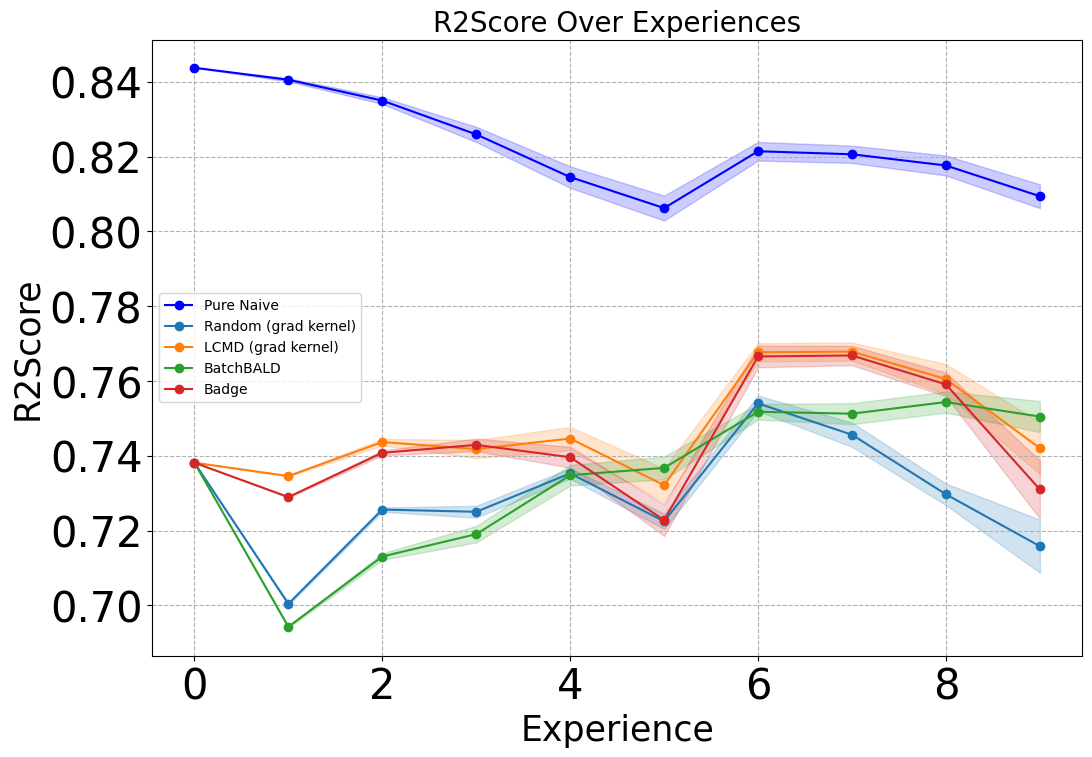 R2Score Over Experiences
0.84
0.82
0.80
0.78
0.76
0.74
0.72
0.70
R2Score
Pure Naive
Random (grad kernel)
LCMD (grad kernel)
BatchBALD
Badge
0 2 4 6 8
Experience